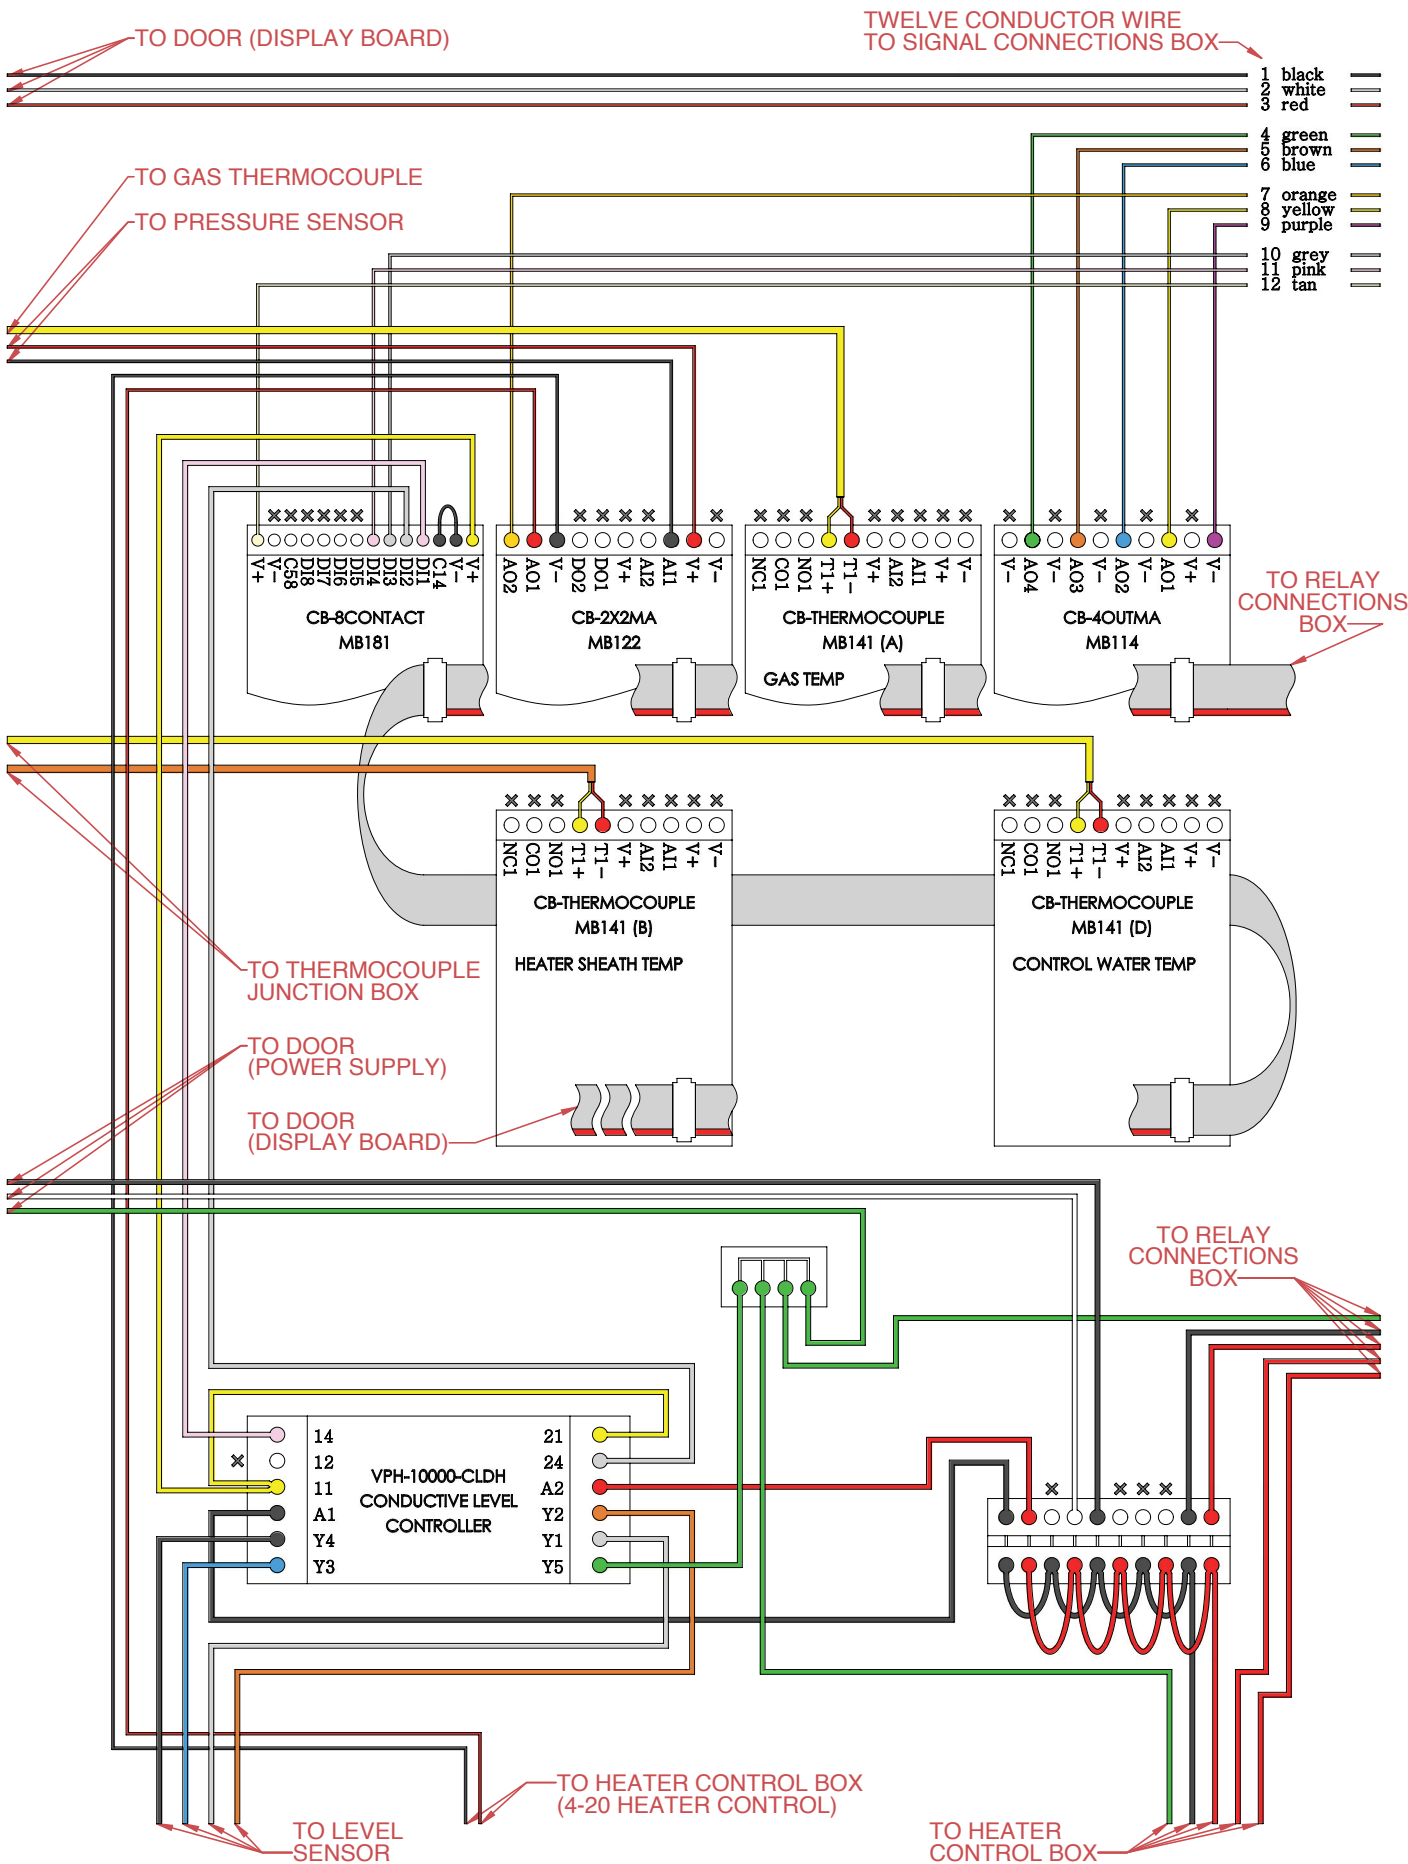 TO DOOR (DISPLAY BOARD)
TWELVE CONDUCTOR WIRE
TO SIGNAL CONNECTIONS BOX
1 black
2 white
3 red
4 green
5 brown
6 blue
7 orange
8 yellow
9 purple
10 grey
11 pink
12 tan
TO GAS THERMOCOUPLE
TO PRESSURE SENSOR
V+ V- C58 DI8 DI7 DI6 DI5 DI4 DI3 DI2 DI1 C14 V- V+
CB-8CONTACT
MB181
AO2 AO1 V- DO2 DO1 V+ AI2 AI1 V+ V-
CB-2X2MA
MB122
NC1 CO1 NO1 T1+ T1- V+ AI2 AI1 V+ V-
CB-THERMOCOUPLE
MB141 (A)
GAS TEMP
V- AO4 AO3 V- AO2 V- AO1 V+ V-
CB-4OUTMA
MB114
TO RELAY
CONNECTIONS
BOX
NC1 CO1 NO1 T1+ T1- V+ AI2 AI1 V+ V-
CB-THERMOCOUPLE
MB141 (B)
HEATER SHEATH TEMP
NC1 CO1 NO1 T1+ T1- V+ AI2 AI1 V+ V-
CB-THERMOCOUPLE
MB141 (D)
CONTROL WATER TEMP
TO THERMOCOUPLE
JUNCTION BOX
TO DOOR
(POWER SUPPLY)
TO DOOR
(DISPLAY BOARD)
TO RELAY
CONNECTIONS
BOX
14
12
11
A1
Y4
Y3
VPH-10000-CLDH
CONDUCTIVE LEVEL
CONTROLLER
21
24
A2
Y2
Y1
Y5
TO HEATER CONTROL BOX
(4-20 HEATER CONTROL)
TO LEVEL
SENSOR
TO HEATER
CONTROL BOX